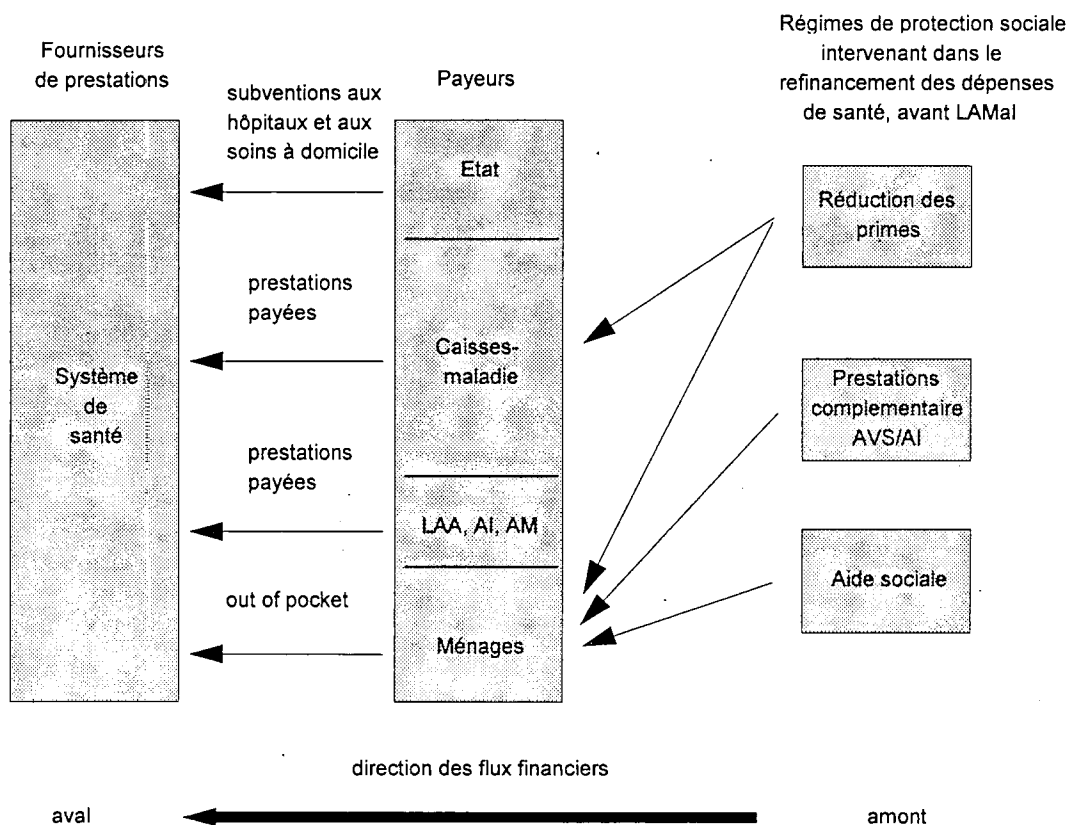 Fournisseurs
de prestations
subventions aux
hôpitaux et aux
soins à domicile
Payeurs
Régimes de protection sociale
intervenant dans le
refinancement des dépenses
de santé, avant LAMal
Etat
Réduction des
primes
prestations
payées
Caisses-
maladie
Système
de
santé
Prestations
complementaire
AVS/AI
prestations
payées
LAA, AI, AM
out of pocket
Ménages
Aide sociale
direction des flux financiers
aval
amont